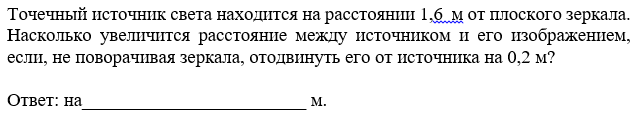 Точечный источник света находится на расстоянии 1,6  м от плоского зеркала.
Насколько увеличится расстояние между источником и его изображением,
если, не поворачивая зеркала, отодвинуть его от источника на 0,2 м?
Ответ: на_________________________ м.